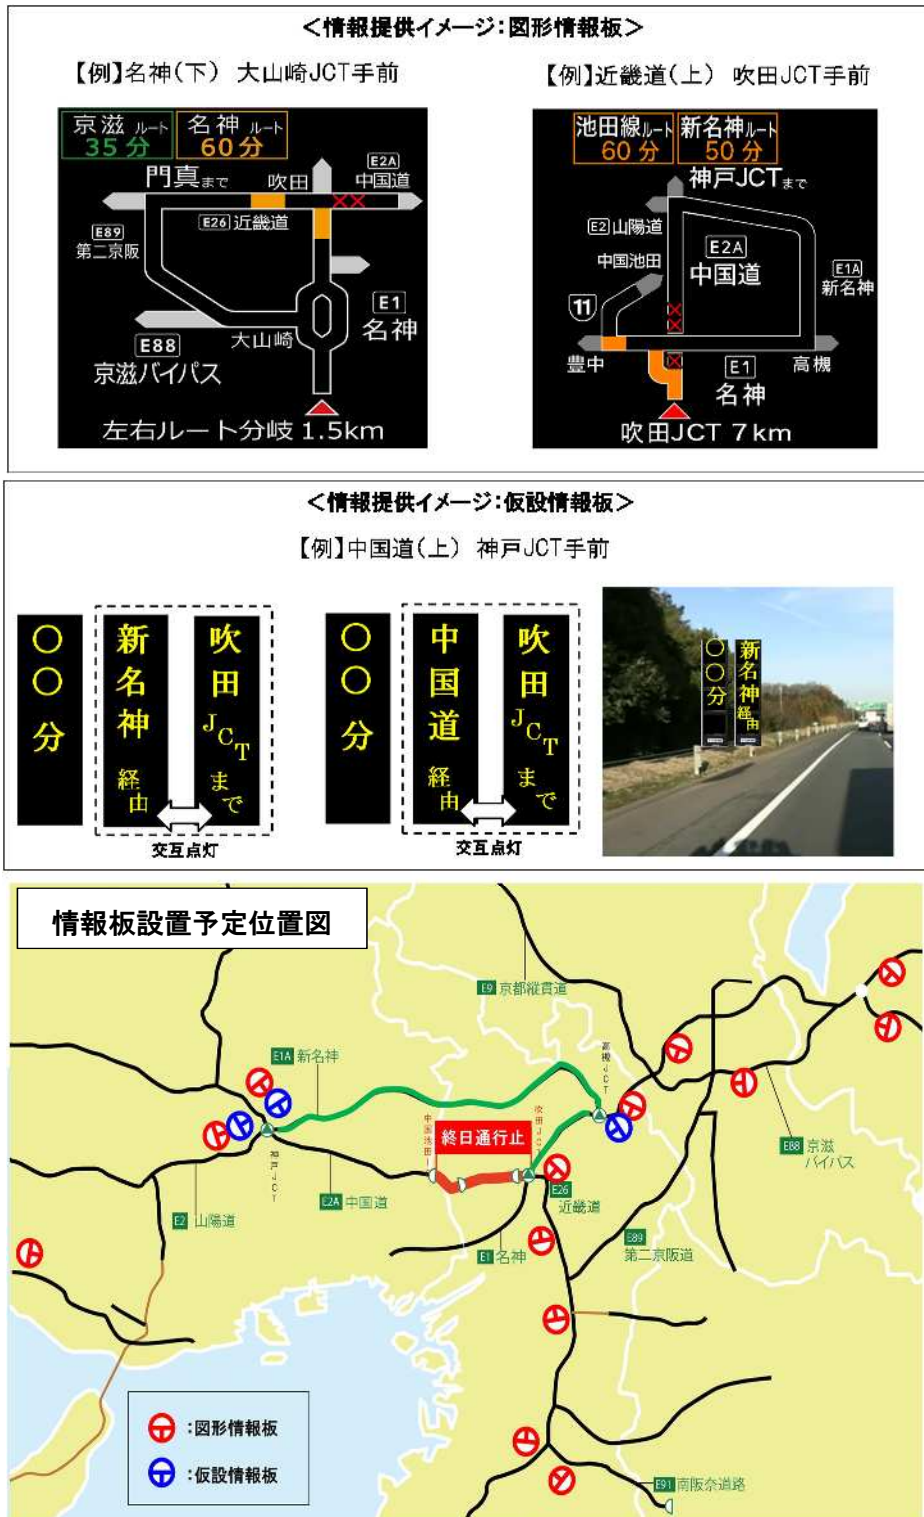 ＜情報提供イメージ：図形情報板＞
【例】名神（下） 大山崎JCT手前
京滋 ルート
35分
名神 ルート
60分
門真まで
吹田
E2A
中国道
E26 近畿道
E89
第二京阪
E88
京滋バイパス
大山崎
E1
名神
左右ルート分岐 1.5km
【例】近畿道（上） 吹田JCT手前
池田線ルート
60分
新名神ルート
50分
神戸JCTまで
E2 山陽道
中国池田
11
E2A
中国道
E1A
新名神
豊中
E1
名神
高槻
吹田JCT 7km
＜情報提供イメージ：仮設情報板＞
【例】中国道（上） 神戸JCT手前
〇〇分
新名神経由
吹田JCTまで
交互点灯
〇〇分
中国道経由
吹田JCTまで
交互点灯
〇〇分
新名神経由
情報板設置予定位置図
E9 京都縦貫道
E1A 新名神
高槻JCT
中国池田
吹田JCT
終日通行止
神戸JCT
E2A 中国道
E2 山陽道
E1 名神
E26
近畿道
E89
第二京阪道
E88 京滋
バイパス
E91 南阪奈道路
：図形情報板
：仮設情報板